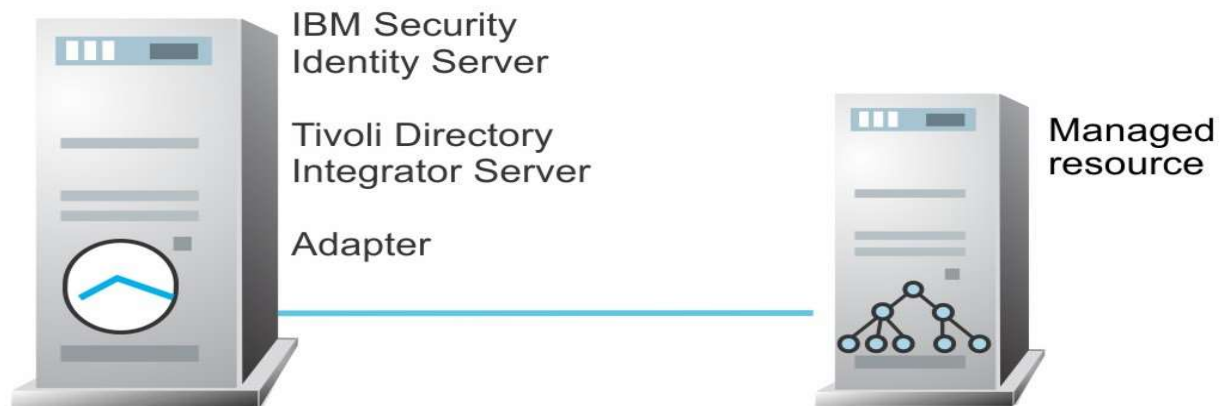 IBM Security
Identity Server
Tivoli Directory
Integrator Server
Adapter
Managed
resource